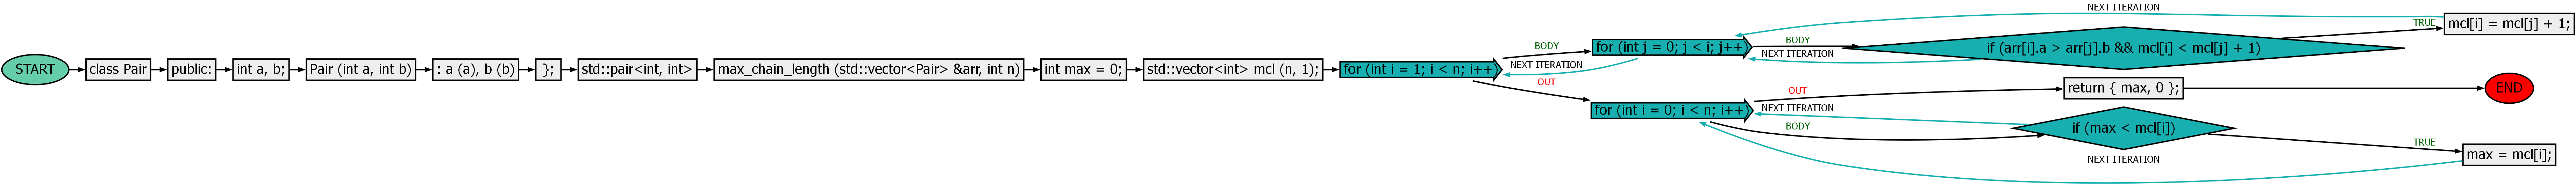 START
class Pair
public:
int a, b;
Pair (int a, int b)
: a (a), b (b)
};
std::pair<int, int>
max_chain_length (std::vector<Pair> &arr, int n)
int max = 0;
std::vector<int> mcl (n, 1);
for (int i = 1; i < n; i++)
BODY
NEXT ITERATION
OUT
for (int j = 0; j < i; j++)
BODY
NEXT ITERATION
NEXT ITERATION
if (arr[i].a > arr[j].b && mcl[i] < mcl[j] + 1)
TRUE
mcl[i] = mcl[j] + 1;
for (int i = 0; i < n; i++)
OUT
NEXT ITERATION
BODY
return { max, 0 };
END
if (max < mcl[i])
NEXT ITERATION
TRUE
max = mcl[i];